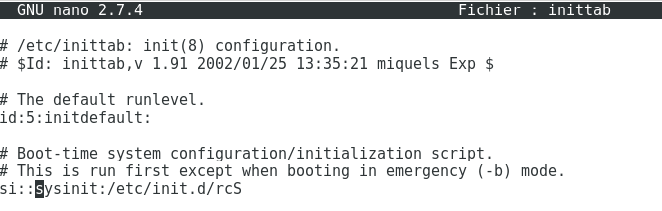 GNU nano 2.7.4 Fichier : inittab
# /etc/inittab: init(8) configuration.
# $Id: inittab,v 1.91 2002/01/25 13:35:21 miquels Exp $
# The default runlevel.
id:5:initdefault:
# Boot-time system configuration/initialization script.
# This is run first except when booting in emergency (-b) mode.
si::sysinit:/etc/init.d/rcS